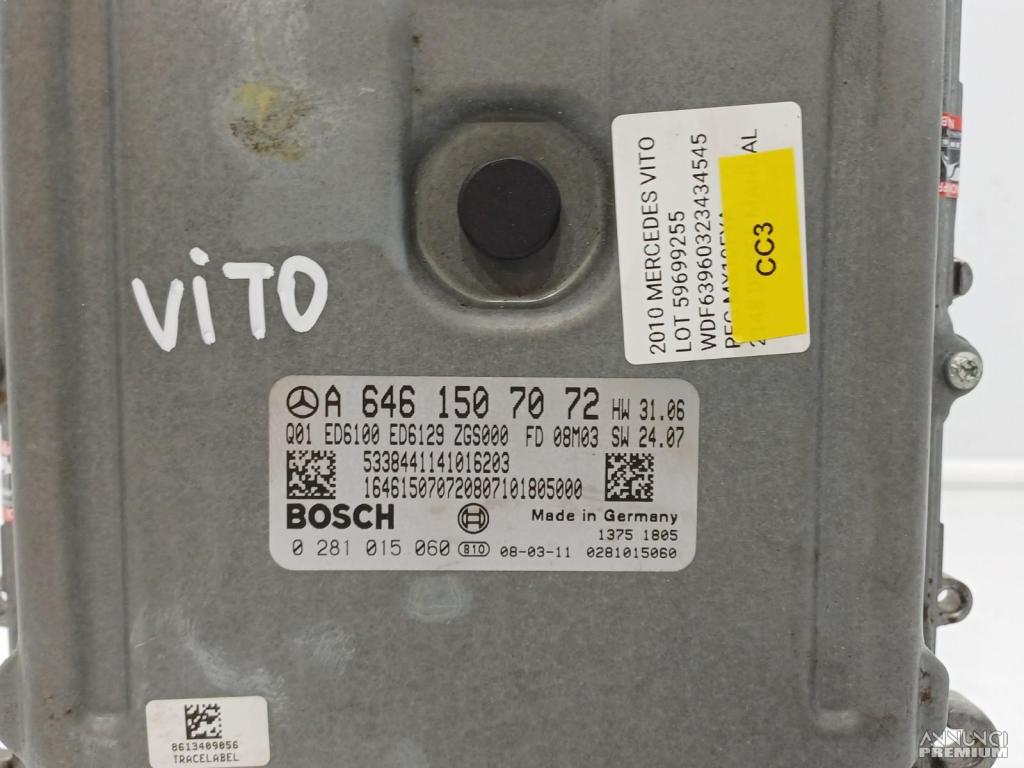 ViTO
2010 MERCEDES VITO
LOT 59699255
WDF63960323434545
CC3
A 646 150 70 72 HW 31.06
Q01 ED6100 ED6129 ZGS000 FD 08M03 SW 24.07
5338441141016203
164615070720807101805000
BOSCH
Made in Germany
1375 1805
0 281 015 060 810 08-03-11 0281015060
8613409056
TRACELABEL
ANNUNCI
PREMIUM